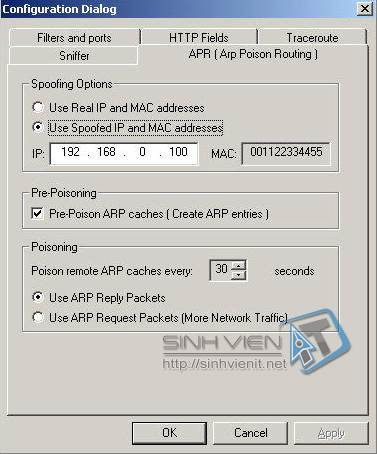 Configuration Dialog
Filters and ports
HTTP Fields
Traceroute
Sniffer
APR ( Arp Poison Routing )
Spoofing Options
Use Real IP and MAC addresses
Use Spoofed IP and MAC addresses
IP: 192 . 168 . 0 . 100 MAC: 001122334455
Pre-Poisoning
Pre-Poison ARP caches ( Create ARP entries )
Poisoning
Poison remote ARP caches every: 30 seconds
Use ARP Reply Packets
Use ARP Request Packets (More Network Traffic)
SINH VIEN IT
http://sinhvienit.net
OK
Cancel
Apply